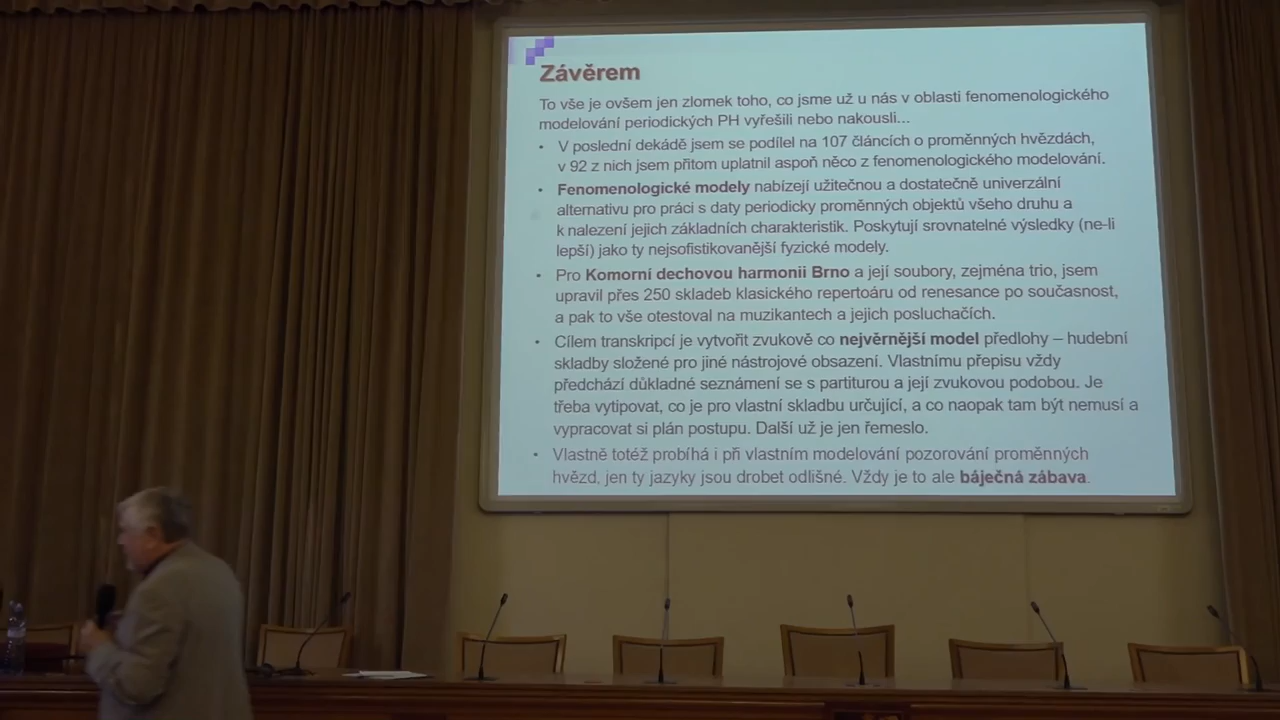 Závěrem
To vše je ovšem jen zlomek toho, co jsme už u nás v oblasti fenomenologického
modelování periodických PH vyřešili nebo nakousli...
• V poslední dekádě jsem se podílel na 107 článcích o proměnných hvězdách,
v 92 z nich jsem přitom uplatnil aspoň něco z fenomenologického modelování.
• Fenomenologické modely nabízejí užitečnou a dostatečně univerzální
alternativu pro práci s daty periodicky proměnných objektů všeho druhu a
k nalezení jejich základních charakteristik. Poskytují srovnatelné výsledky (ne-li
lepší) jako ty nejsofistikovanější fyzické modely.
• Pro Komorní dechovou harmonii Brno a její soubory, zejména trio, jsem
upravil přes 250 skladeb klasického repertoáru od renesance po současnost,
a pak to vše otestoval na muzikantech a jejich posluchačích.
• Cílem transkripcí je vytvořit zvukově co nejvěrnější model předlohy – hudební
skladby složené pro jiné nástrojové obsazení. Vlastnímu přepisu vždy
předchází důkladné seznámení se s partiturou a její zvukovou podobou. Je
třeba vytipovat, co je pro vlastní skladbu určující, a co naopak tam být nemusí a
vypracovat si plán postupu. Další už je jen řemeslo.
• Vlastně totéž probíhá i při vlastním modelování pozorování proměnných
hvězd, jen ty jazyky jsou drobet odlišné. Vždy je to ale báječná zábava.